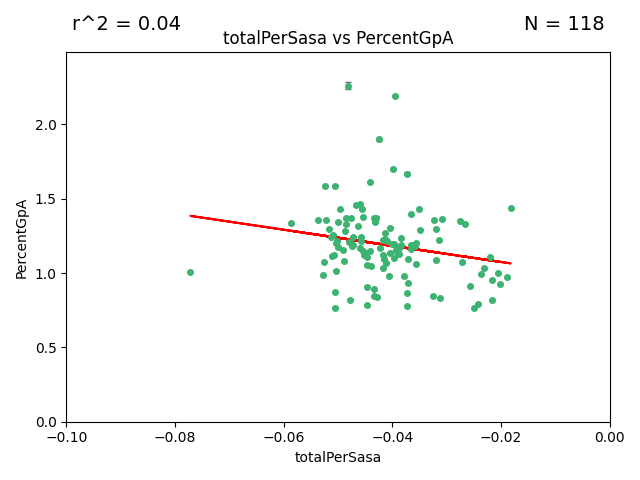 r^2 = 0.04
N = 118
totalPerSasa vs PercentGpA
PercentGpA
2.0
1.5
1.0
0.5
0.0
−0.10
−0.08
−0.06
−0.04
−0.02
0.00
totalPerSasa